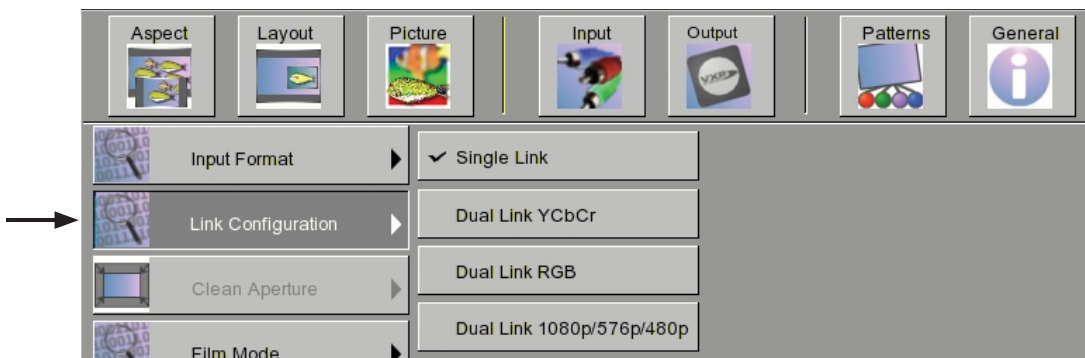 Aspect Layout Picture Input Output Patterns General
VXP
Input Format
Single Link
Link Configuration
Dual Link YCbCr
Clean Aperture
Dual Link RGB
Film Mode
Dual Link 1080p/576p/480p